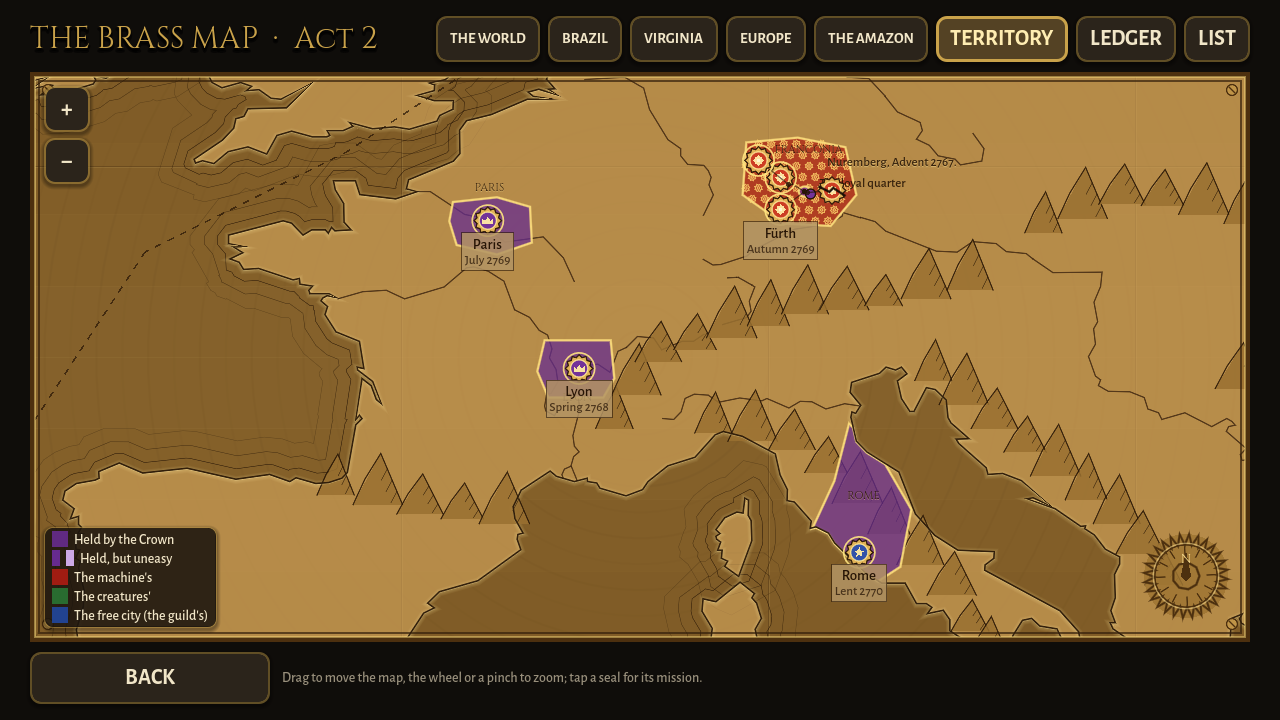 THE BRASS MAP · Act 2
THE WORLD
BRAZIL
VIRGINIA
EUROPE
THE AMAZON
TERRITORY
LEDGER
LIST
+
−
PARIS
Paris
July 2769
Nuremberg, Advent 2767.
loyal quarter
Fürth
Autumn 2769
Lyon
Spring 2768
ROME
Rome
Lent 2770
Held by the Crown
Held, but uneasy
The machine's
The creatures'
The free city (the guild's)
N
BACK
Drag to move the map, the wheel or a pinch to zoom; tap a seal for its mission.